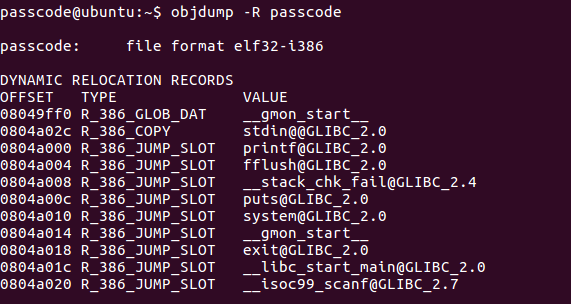 passcode@ubuntu:~$ objdump -R passcode
passcode:     file format elf32-i386
DYNAMIC RELOCATION RECORDS
OFFSET   TYPE              VALUE
08049ff0 R_386_GLOB_DAT    __gmon_start__
0804a02c R_386_COPY        stdin@@GLIBC_2.0
0804a000 R_386_JUMP_SLOT   printf@GLIBC_2.0
0804a004 R_386_JUMP_SLOT   fflush@GLIBC_2.0
0804a008 R_386_JUMP_SLOT   __stack_chk_fail@GLIBC_2.4
0804a00c R_386_JUMP_SLOT   puts@GLIBC_2.0
0804a010 R_386_JUMP_SLOT   system@GLIBC_2.0
0804a014 R_386_JUMP_SLOT   __gmon_start__
0804a018 R_386_JUMP_SLOT   exit@GLIBC_2.0
0804a01c R_386_JUMP_SLOT   __libc_start_main@GLIBC_2.0
0804a020 R_386_JUMP_SLOT   __isoc99_scanf@GLIBC_2.7